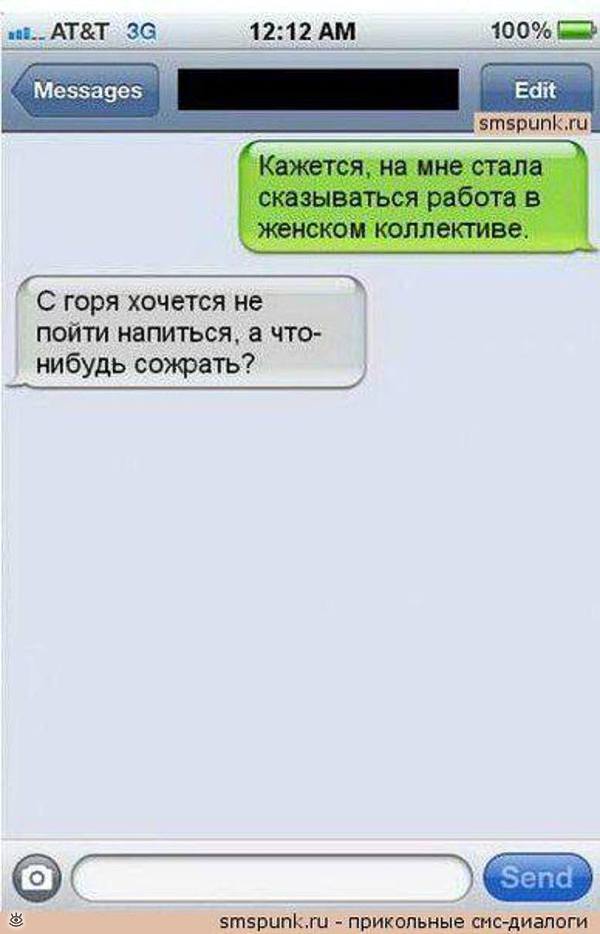 AT&T 3G 12:12 AM 100%
Messages Edit
smspunk.ru
Кажется, на мне стала
сказываться работа в
женском коллективе.
С горя хочется не
пойти напиться, а что-
нибудь сожрать?
Send
smspunk.ru - прикольные смс-диалоги